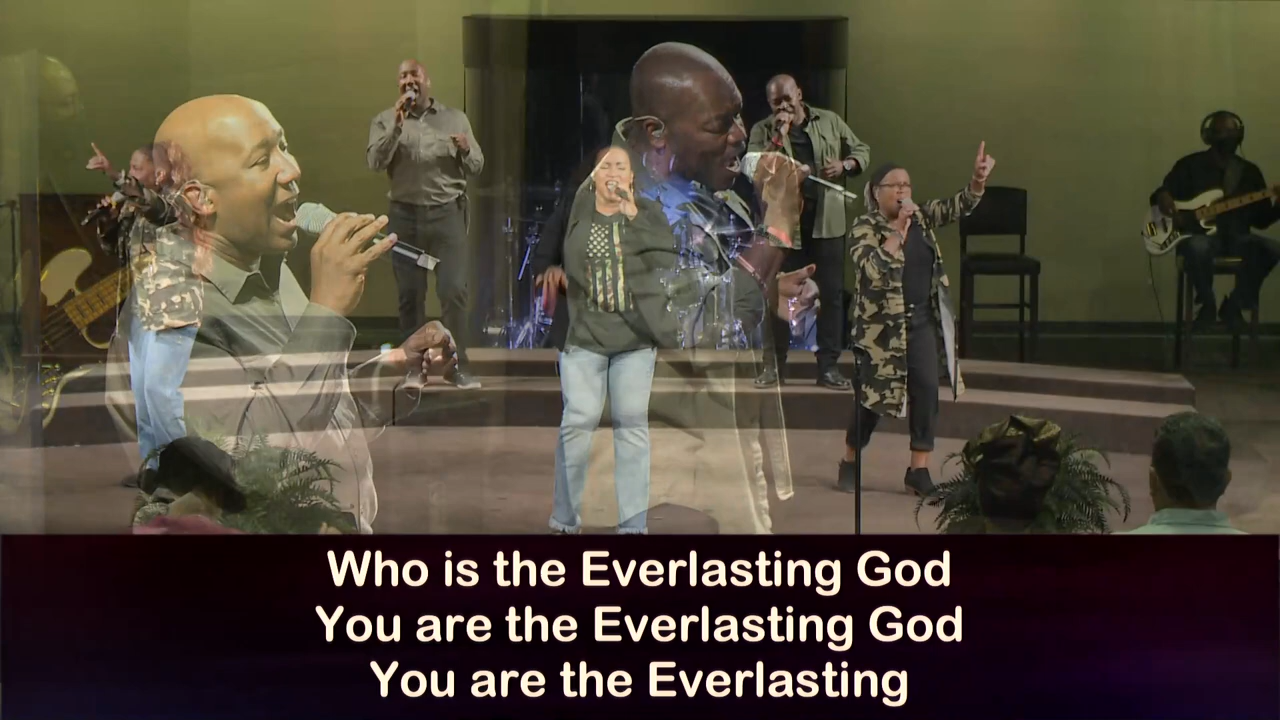 Who is the Everlasting God
You are the Everlasting God
You are the Everlasting